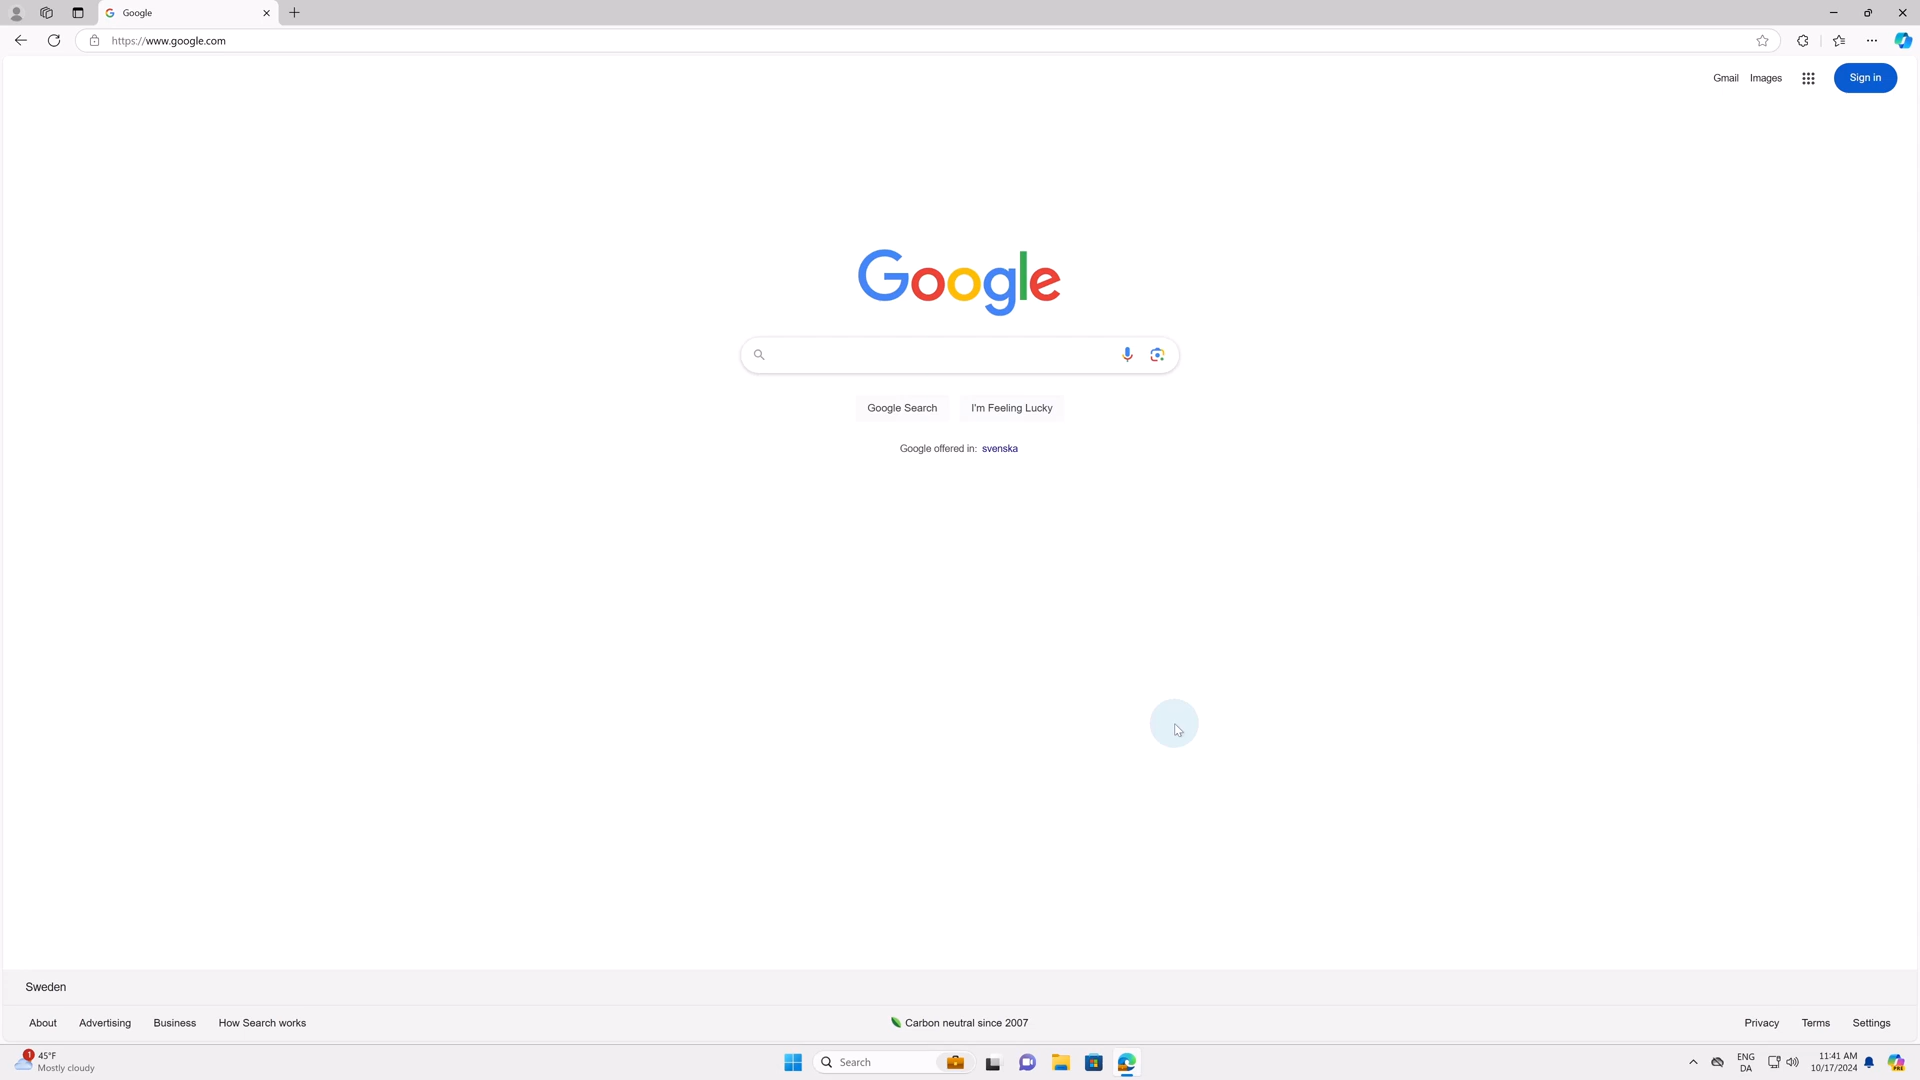 Google
https://www.google.com
Gmail Images Sign in
Google
Google Search I'm Feeling Lucky
Google offered in: svenska
Sweden
About Advertising Business How Search works Carbon neutral since 2007 Privacy Terms Settings
1 45°F
Mostly cloudy
Search
ENG
DA
11:41 AM
10/17/2024
PRE